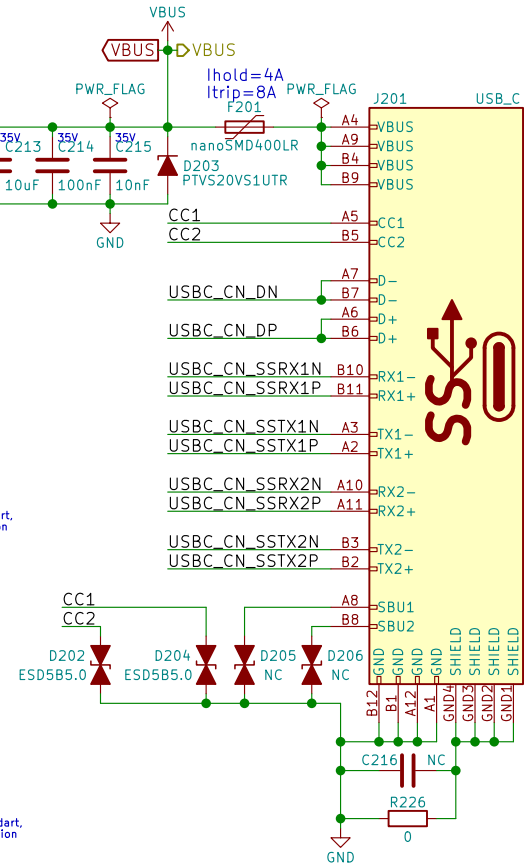 VBUS
VBUS
VBUS
PWR_FLAG
Ihold=4A
Itrip=8A
PWR_FLAG
F201
nanoSMD400LR
J201
USB_C
35V
C213
10uF
35V
C214
100nF
35V
C215
10nF
D203
PTVS20VS1UTR
GND
A4
VBUS
A9
VBUS
B4
VBUS
B9
VBUS
CC1
A5
CC1
CC2
B5
CC2
A7
D-
USBC_CN_DN
B7
D-
A6
D+
USBC_CN_DP
B6
D+
USBC_CN_SSRX1N
B10
RX1-
USBC_CN_SSRX1P
B11
RX1+
USBC_CN_SSTX1N
A3
TX1-
USBC_CN_SSTX1P
A2
TX1+
USBC_CN_SSRX2N
A10
RX2-
USBC_CN_SSRX2P
A11
RX2+
USBC_CN_SSTX2N
B3
TX2-
USBC_CN_SSTX2P
B2
TX2+
SS
rt,
n
CC1
A8
SBU1
CC2
B8
SBU2
D202
ESD5B5.0
D204
ESD5B5.0
D205
NC
D206
NC
GND
GND
GND
GND
SHIELD
SHIELD
SHIELD
SHIELD
B12
B1
A12
A1
GND4
GND3
GND2
GND1
C216
NC
R226
0
GND
dart,
ion